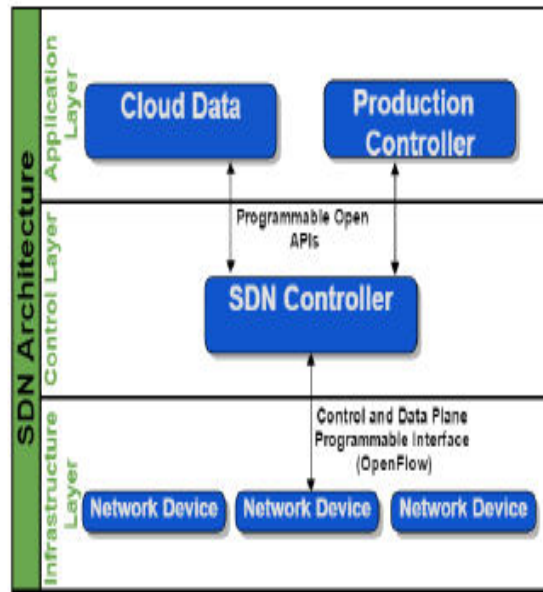 SDN Architecture
Application
Layer
Cloud Data
Production
Controller
Programmable Open
APIs
Control Layer
SDN Controller
Control and Data Plane
Programmable Interface
(OpenFlow)
Infrastructure
Layer
Network Device
Network Device
Network Device